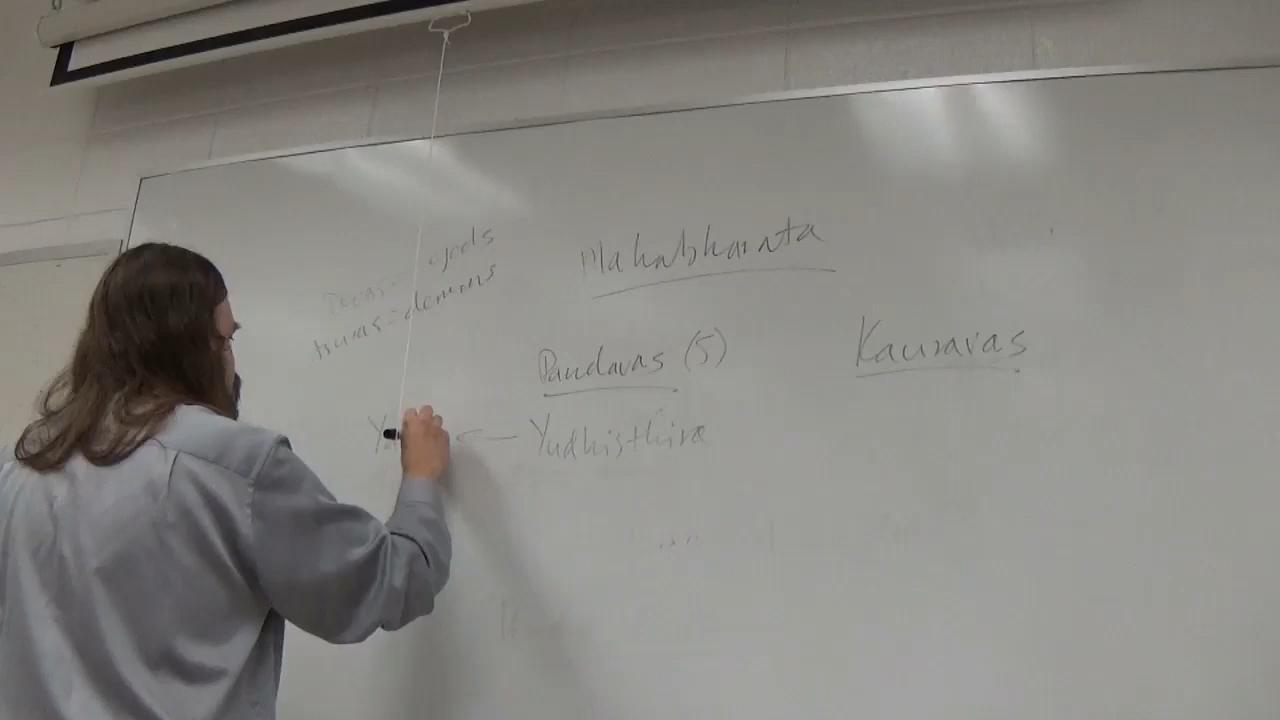 Mahabharata
Devas = gods
Asuras = demons
Pandavas (5)
Kauravas
Yudhisthira